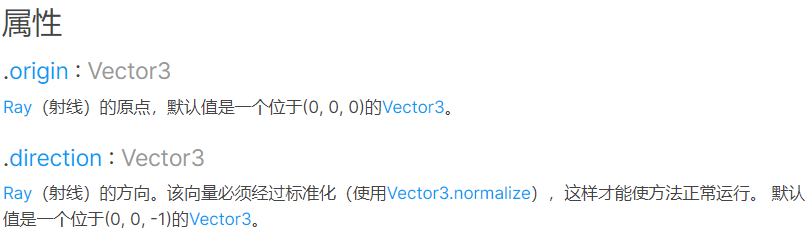 属性
.origin : Vector3
Ray（射线）的原点，默认值是一个位于(0, 0, 0)的Vector3。
.direction : Vector3
Ray（射线）的方向。该向量必须经过标准化（使用Vector3.normalize），这样才能使方法正常运行。 默认
值是一个位于(0, 0, -1)的Vector3。